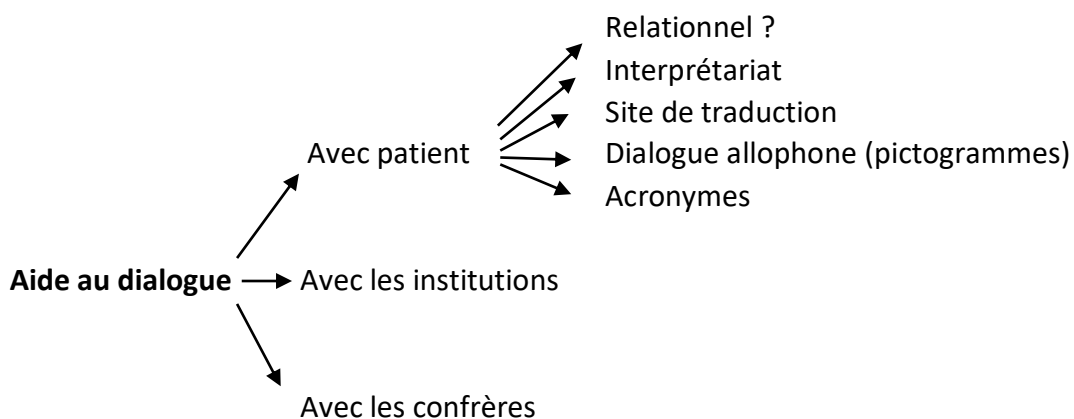 Relationnel ?
Interprétariat
Site de traduction
Avec patient
Dialogue allophone (pictogrammes)
Acronymes
Aide au dialogue
Avec les institutions
Avec les confrères